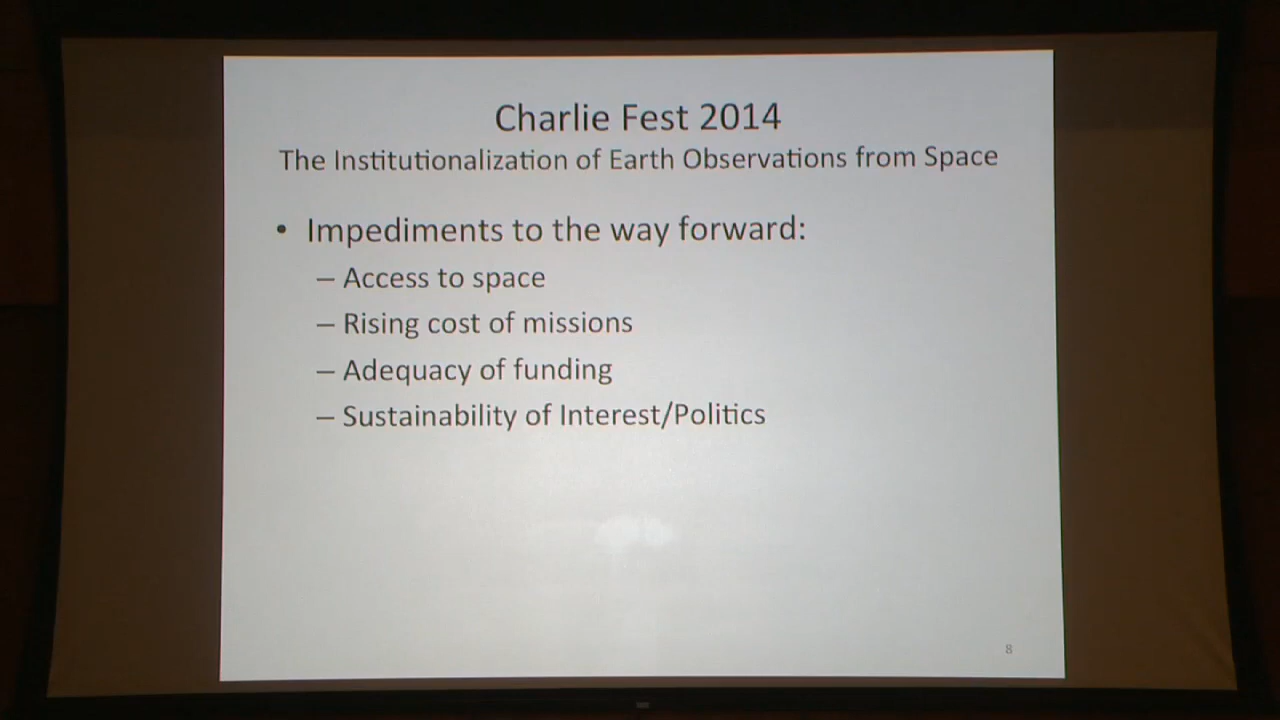 Charlie Fest 2014
The Institutionalization of Earth Observations from Space
• Impediments to the way forward:
– Access to space
– Rising cost of missions
– Adequacy of funding
– Sustainability of Interest/Politics
8